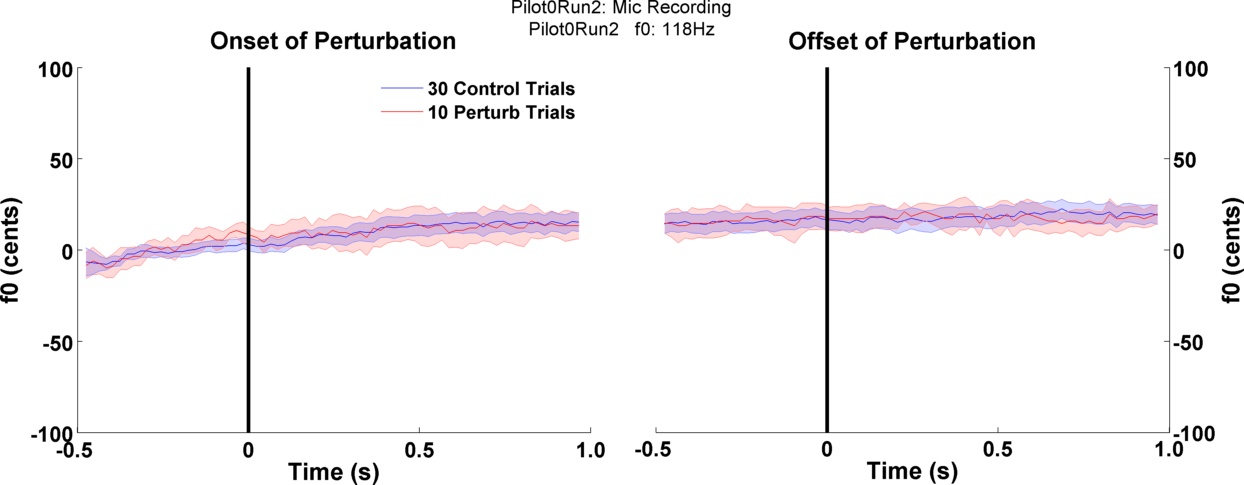 Pilot0Run2: Mic Recording
Pilot0Run2 f0: 118Hz
Onset of Perturbation
100
50
0
-50
-100
f0 (cents)
30 Control Trials
10 Perturb Trials
-0.5
0
0.5
1.0
Time (s)
Offset of Perturbation
100
50
0
-50
-100
f0 (cents)
-0.5
0
0.5
1.0
Time (s)